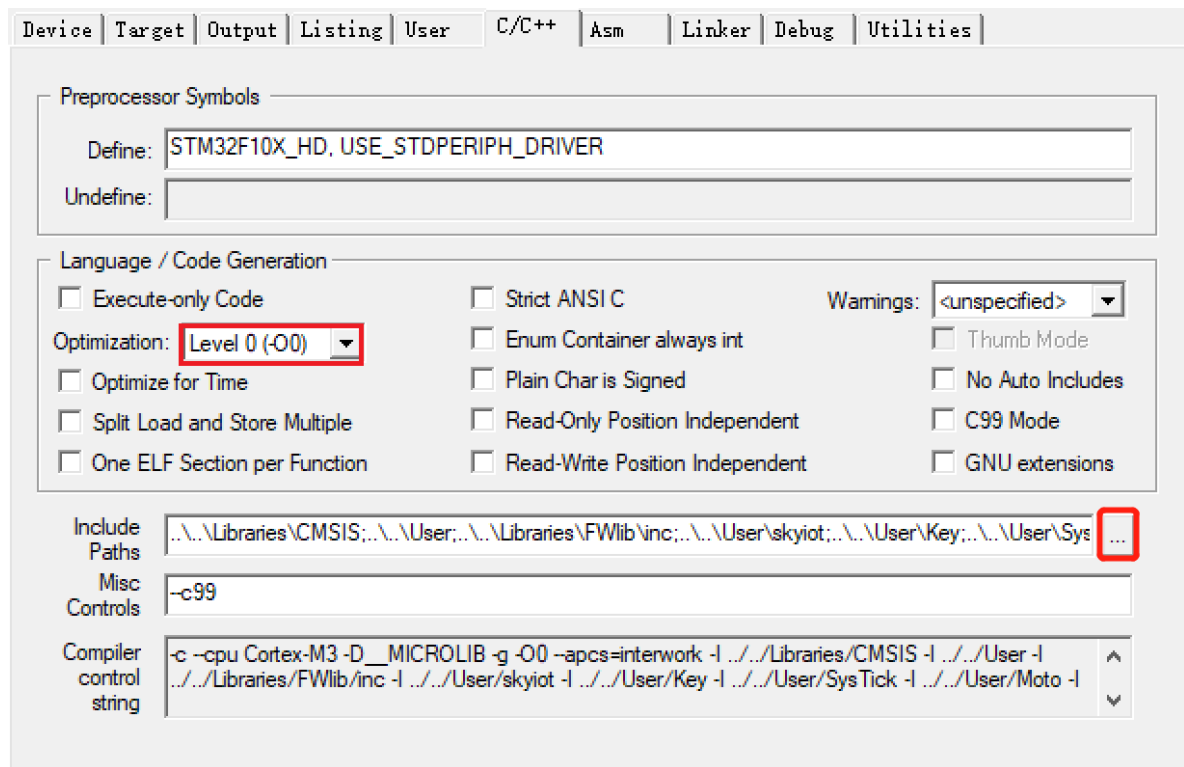 Device Target Output Listing User C/C++ Asm Linker Debug Utilities
Preprocessor Symbols
Define: STM32F10X_HD, USE_STDPERIPH_DRIVER
Undefine:
Language / Code Generation
Execute-only Code
Strict ANSI C
Warnings: <unspecified>
Optimization: Level 0 (-O0)
Enum Container always int
Thumb Mode
Optimize for Time
Plain Char is Signed
No Auto Includes
Split Load and Store Multiple
Read-Only Position Independent
C99 Mode
One ELF Section per Function
Read-Write Position Independent
GNU extensions
Include
Paths
..\..\Libraries\CMSIS;..\..\User;..\..\Libraries\FWlib\inc;..\..\User\skyiot;..\..\User\Key;..\..\User\Sys ...
Misc
Controls
--c99
Compiler
control
string
-c --cpu Cortex-M3 -D__MICROLIB -g -O0 --apcs=interwork -I ../../Libraries/CMSIS -I ../../User -I
../../Libraries/FWlib/inc -I ../../User/skyiot -I ../../User/Key -I ../../User/SysTick -I ../../User/Moto -I